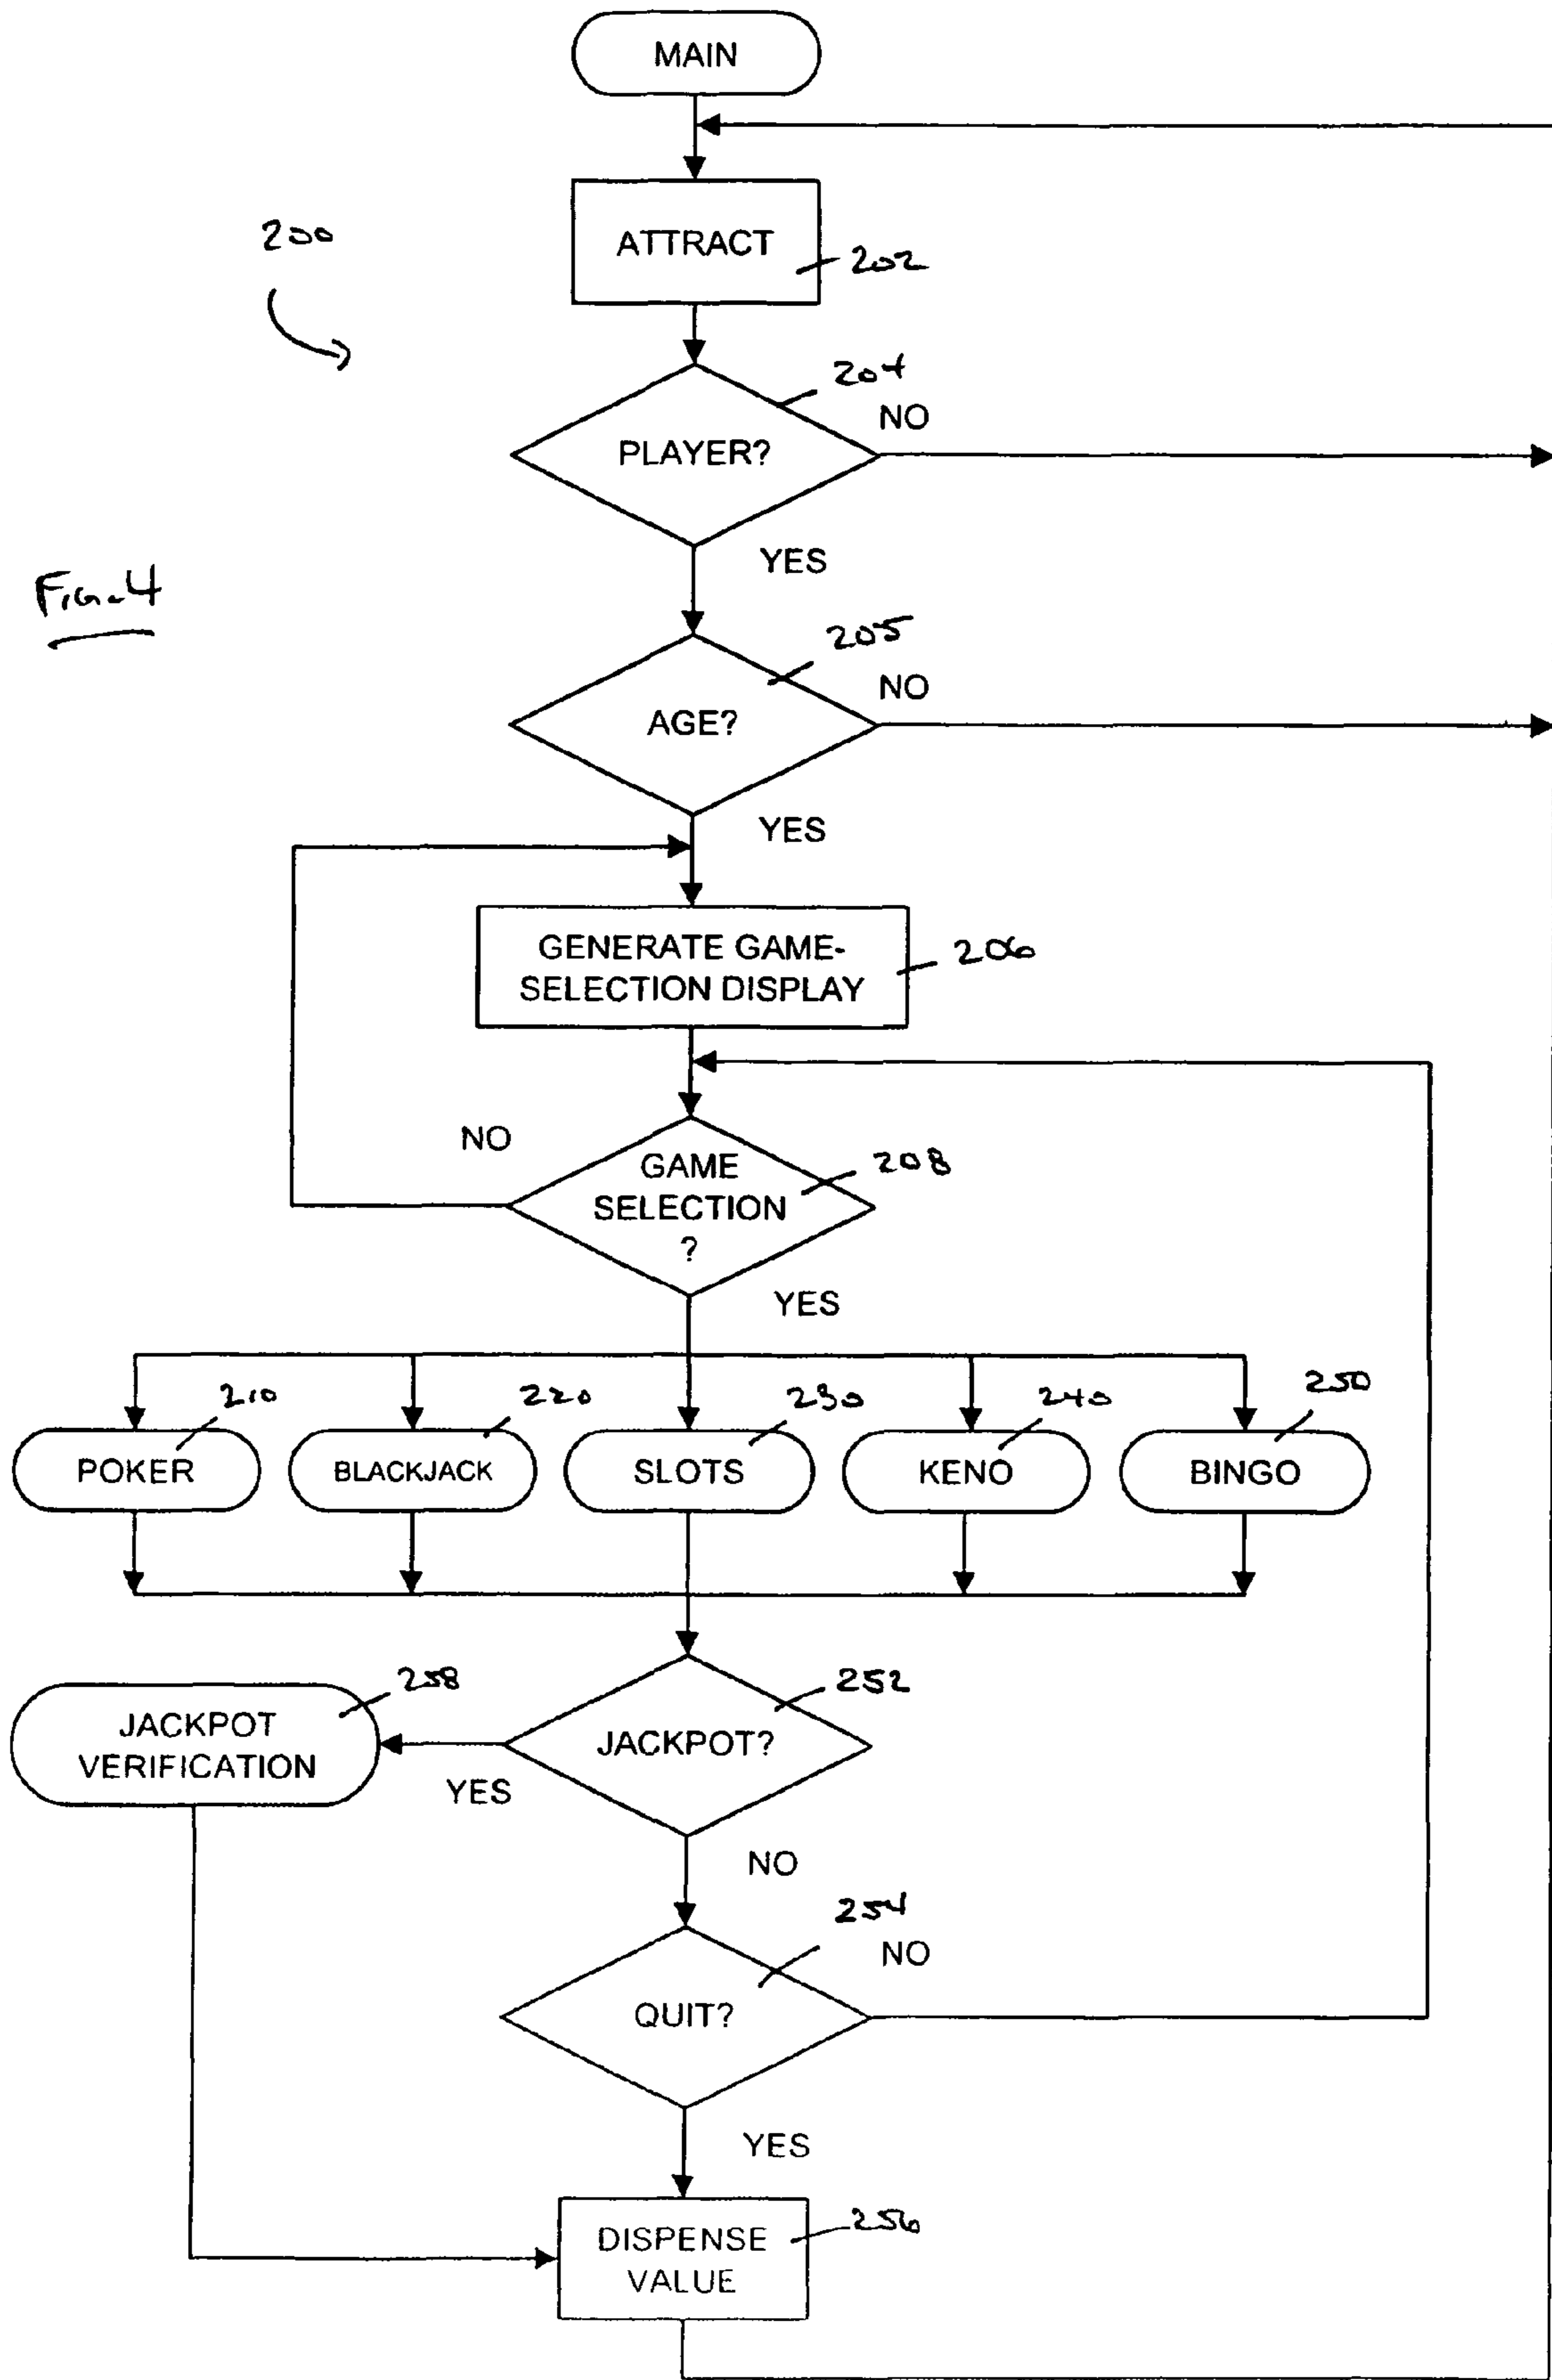 MAIN
200
ATTRACT
202
204
NO
PLAYER?
YES
FIG. 4
205
NO
AGE?
YES
GENERATE GAME-
SELECTION DISPLAY
206
NO
GAME
SELECTION
?
208
YES
210
220
230
240
250
POKER
BLACKJACK
SLOTS
KENO
BINGO
258
252
JACKPOT
VERIFICATION
JACKPOT?
YES
NO
254
NO
QUIT?
YES
256
DISPENSE
VALUE